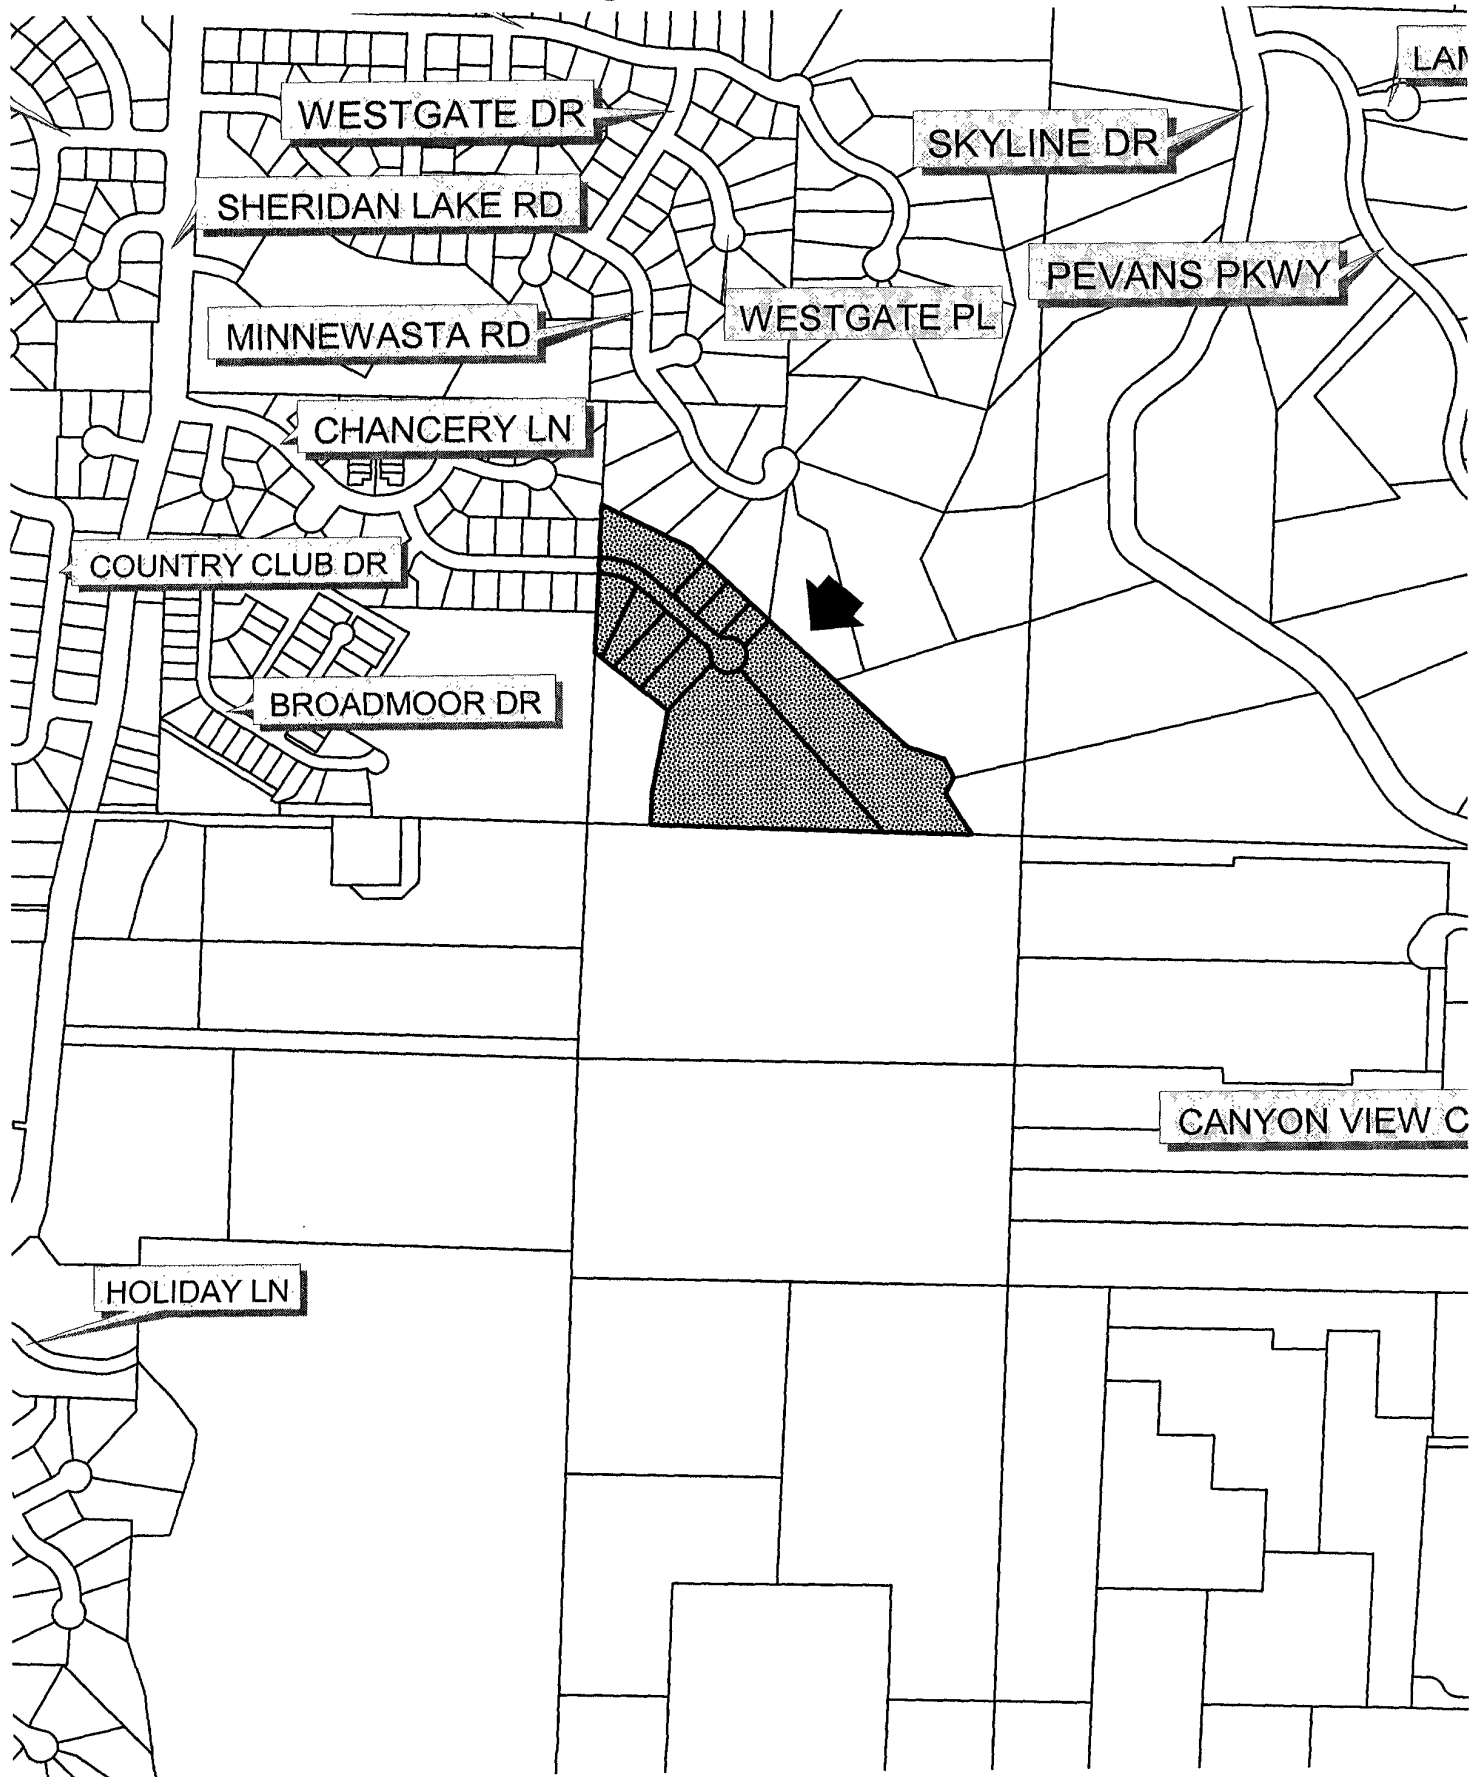 LAN
WESTGATE DR
SKYLINE DR
SHERIDAN LAKE RD
PEVANS PKWY
WESTGATE PL
MINNEWASTA RD
CHANCERY LN
COUNTRY CLUB DR
BROADMOOR DR
CANYON VIEW C
HOLIDAY LN